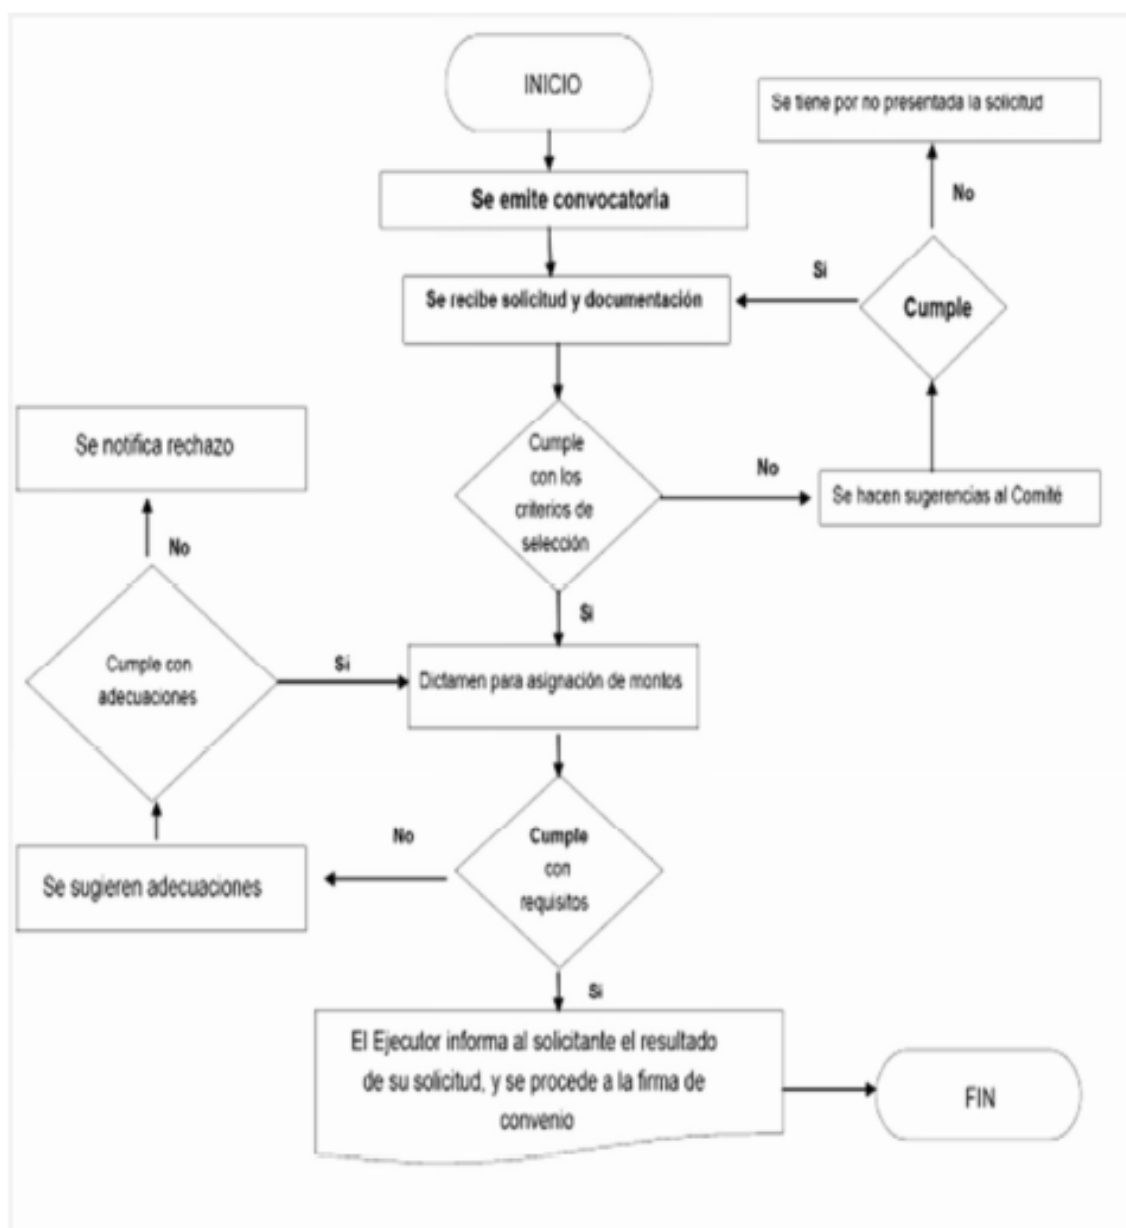 INICIO
Se tiene por no presentada la solicitud
No
Se emite convocatoria
Si
Cumple
Se recibe solicitud y documentación
Se notifica rechazo
Cumple
con los
criterios de
selección
No
Se hacen sugerencias al Comité
No
Si
Cumple con
adecuaciones
Si
Dictamen para asignación de montos
Cumple
con
requisitos
No
Se sugieren adecuaciones
Si
El Ejecutor informa al solicitante el resultado
de su solicitud, y se procede a la firma de
convenio
FIN